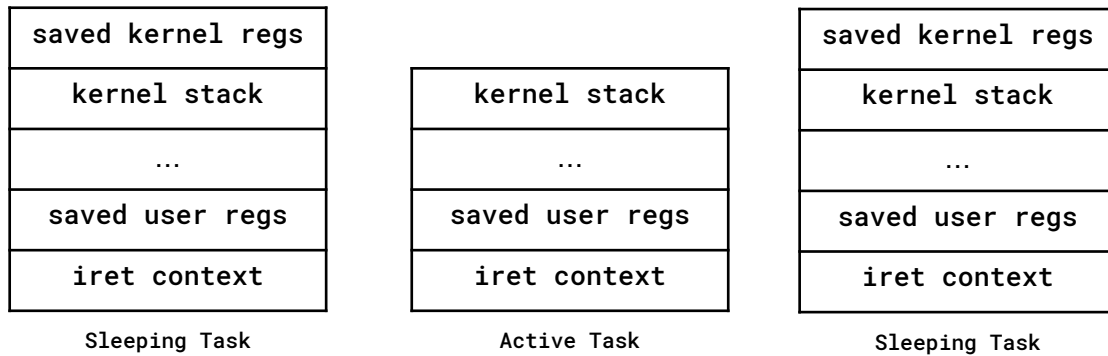 saved kernel regs
kernel stack
...
saved user regs
iret context
Sleeping Task
kernel stack
...
saved user regs
iret context
Active Task
saved kernel regs
kernel stack
...
saved user regs
iret context
Sleeping Task